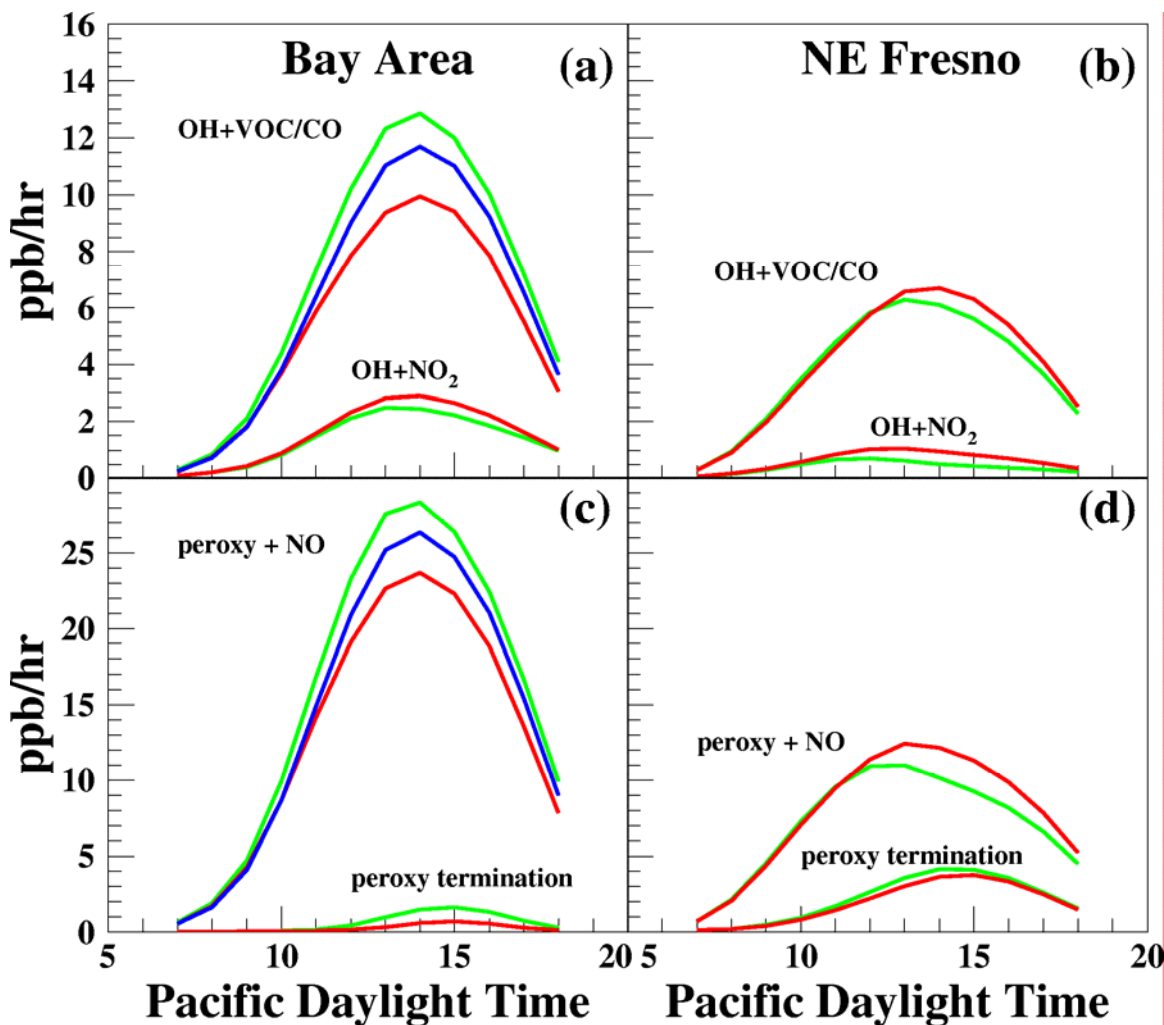 Bay Area
(a)
OH+VOC/CO
OH+NO2
ppb/hr
16
14
12
10
8
6
4
2
0
NE Fresno
(b)
OH+VOC/CO
OH+NO2
(c)
peroxy + NO
peroxy termination
ppb/hr
25
20
15
10
5
0
(d)
peroxy + NO
peroxy termination
5 10 15 20
5 10 15 20
Pacific Daylight Time
Pacific Daylight Time